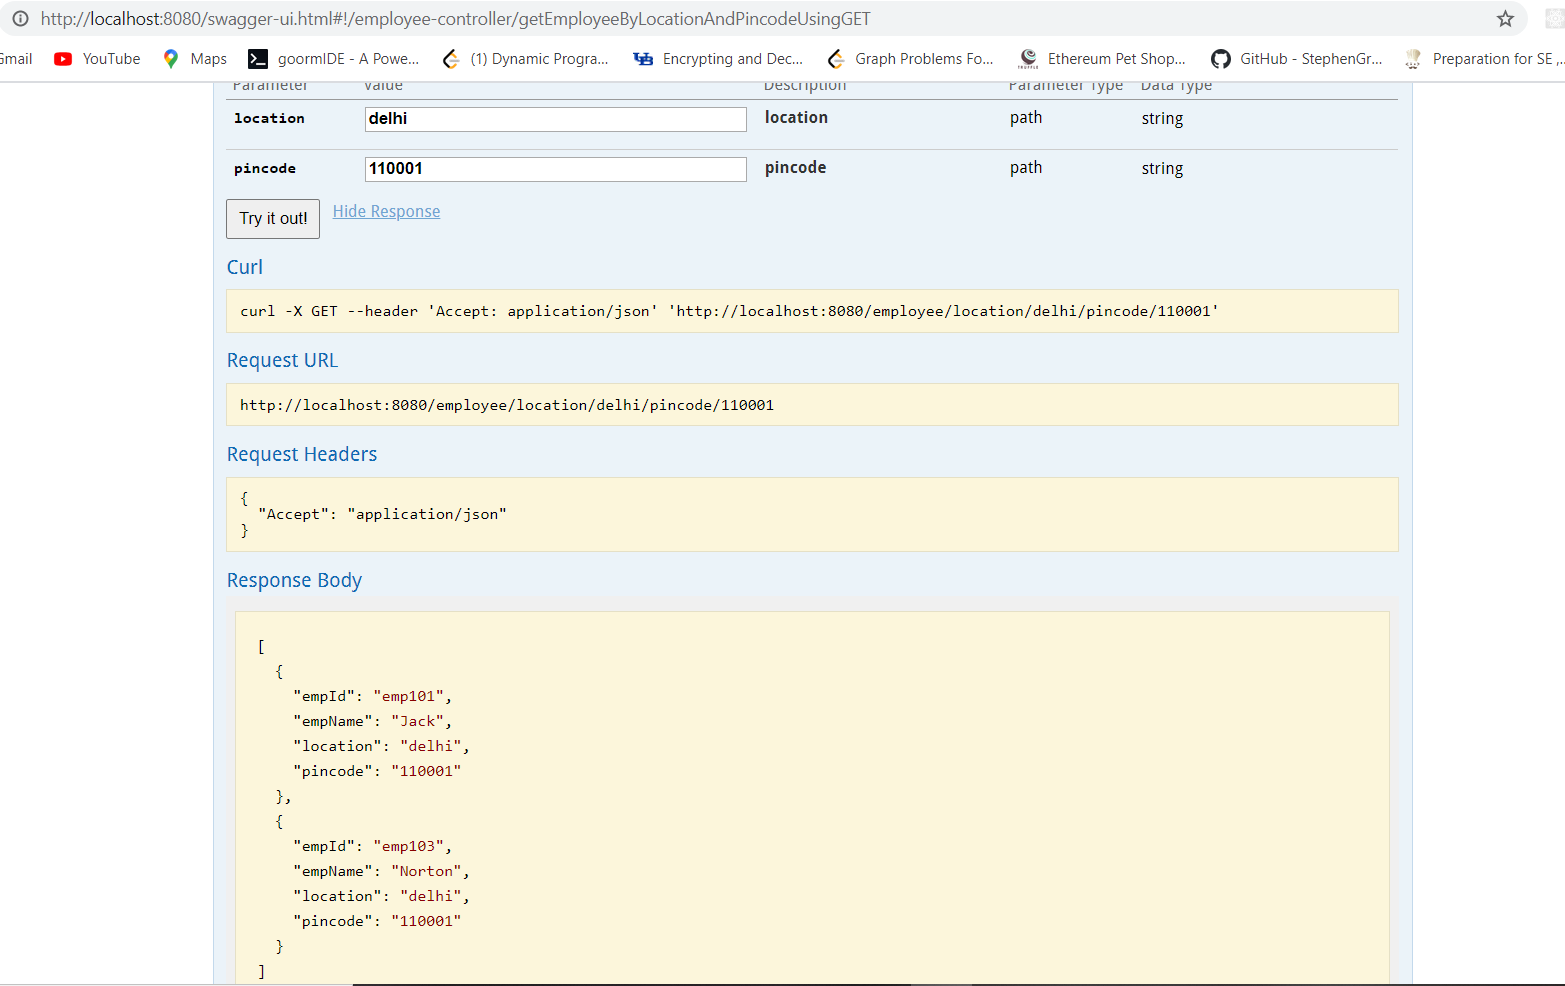 http://localhost:8080/swagger-ui.html#!/employee-controller/getEmployeeByLocationAndPincodeUsingGET
Gmail YouTube Maps goormIDE - A Powe... (1) Dynamic Progra... Encrypting and Dec... Graph Problems Fo... Ethereum Pet Shop... GitHub - StephenGr... Preparation for SE ,...
Parameter Value Description Parameter Type Data Type
location delhi location path string
pincode 110001 pincode path string
Try it out! Hide Response
Curl
curl -X GET --header 'Accept: application/json' 'http://localhost:8080/employee/location/delhi/pincode/110001'
Request URL
http://localhost:8080/employee/location/delhi/pincode/110001
Request Headers
{
"Accept": "application/json"
}
Response Body
[
{
"empId": "emp101",
"empName": "Jack",
"location": "delhi",
"pincode": "110001"
},
{
"empId": "emp103",
"empName": "Norton",
"location": "delhi",
"pincode": "110001"
}
]